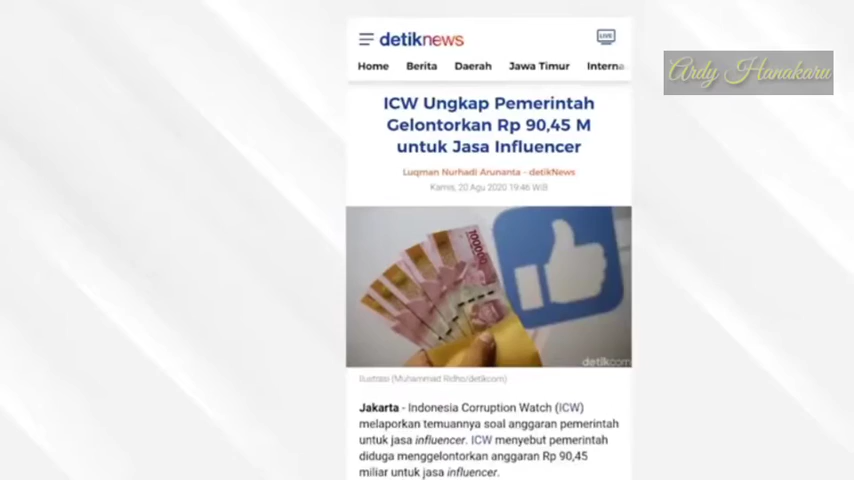 detiknews
LIVE
Home Berita Daerah Jawa Timur Interna
Ardy Hanakaru
ICW Ungkap Pemerintah
Gelontorkan Rp 90,45 M
untuk Jasa Influencer
Luqman Nurhadi Arunanta - detikNews
Kamis, 20 Agu 2020 19:46 WIB
100000
detikcom
Ilustrasi (Muhammad Ridho/detikcom)
Jakarta - Indonesia Corruption Watch (ICW)
melaporkan temuannya soal anggaran pemerintah
untuk jasa influencer. ICW menyebut pemerintah
diduga menggelontorkan anggaran Rp 90,45
miliar untuk jasa influencer.